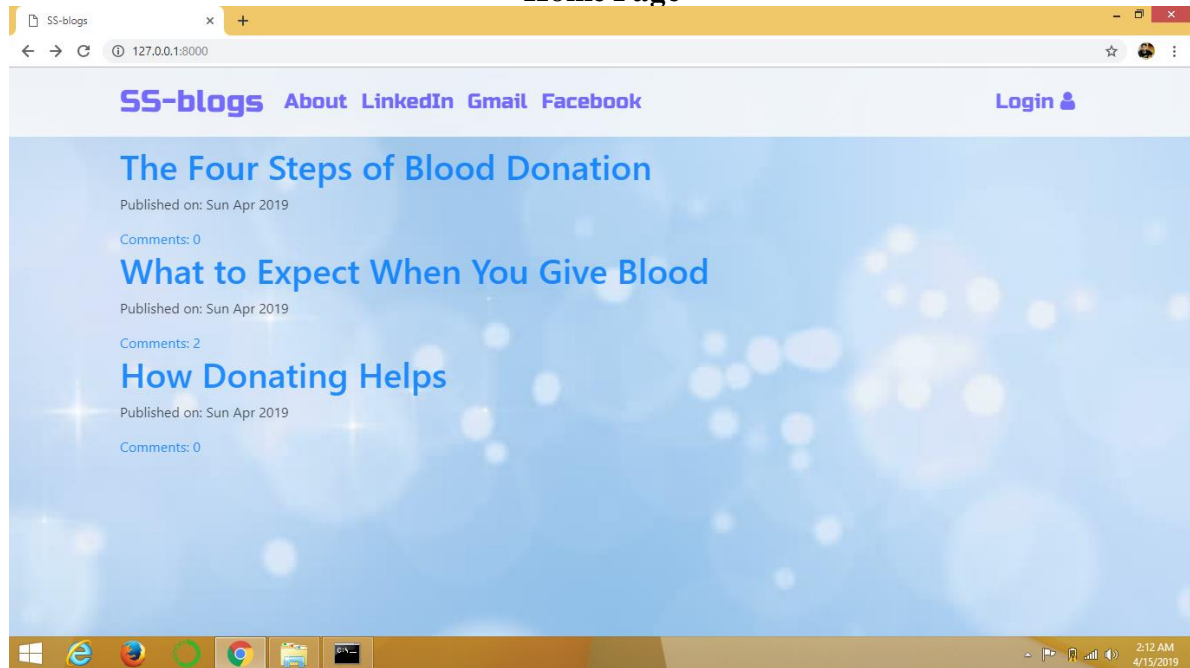 Home Page
SS-blogs
127.0.0.1:8000
SS-blogs About LinkedIn Gmail Facebook Login
The Four Steps of Blood Donation
Published on: Sun Apr 2019
Comments: 0
What to Expect When You Give Blood
Published on: Sun Apr 2019
Comments: 2
How Donating Helps
Published on: Sun Apr 2019
Comments: 0
2:12 AM
4/15/2019